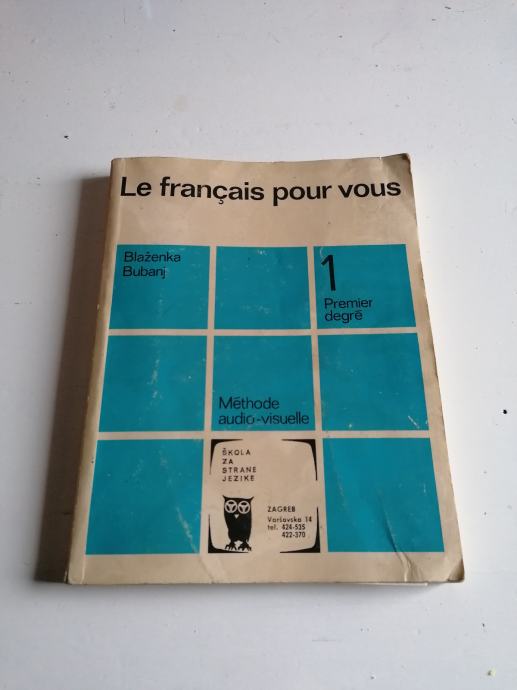 Le français pour vous
Blaženka
Bubanj
1
Premier
degré
Méthode
audio-visuelle
ŠKOLA
ZA
STRANE
JEZIKE
ZAGREB
Varšavska 14
tel. 424-535
422-370